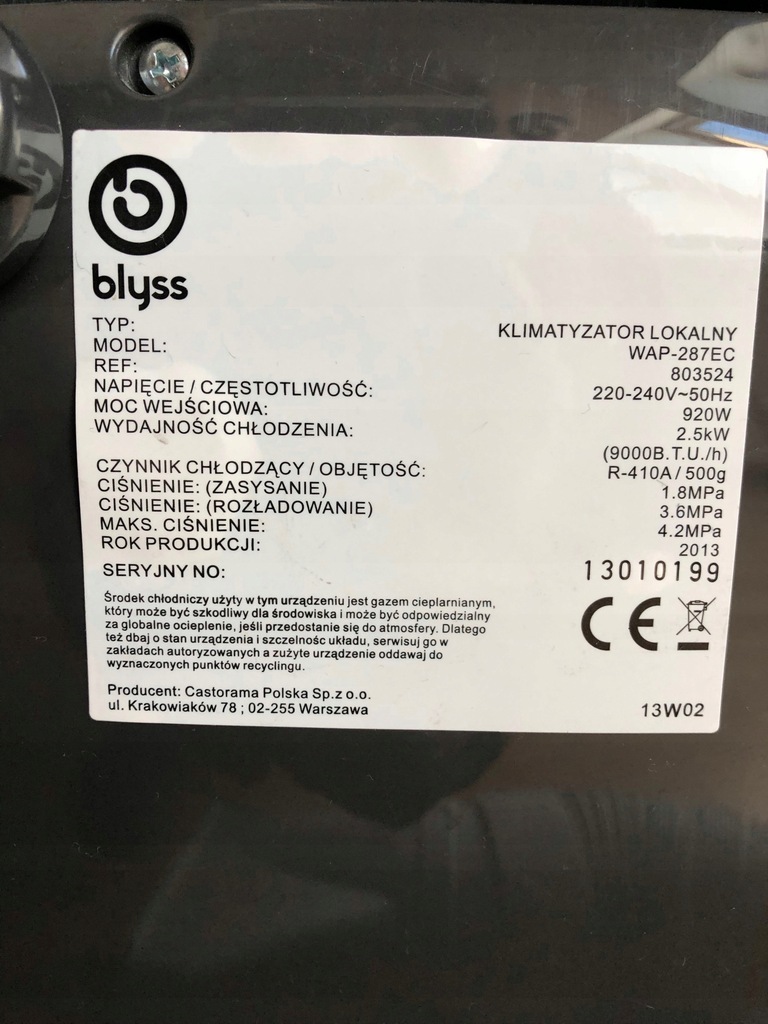 blyss
TYP: KLIMATYZATOR LOKALNY
MODEL: WAP-287EC
REF: 803524
NAPIĘCIE / CZĘSTOTLIWOŚĆ: 220-240V~50Hz
MOC WEJŚCIOWA: 920W
WYDAJNOŚĆ CHŁODZENIA: 2.5kW
(9000B.T.U./h)
CZYNNIK CHŁODZĄCY / OBJĘTOŚĆ: R-410A / 500g
CIŚNIENIE: (ZASYSANIE) 1.8MPa
CIŚNIENIE: (ROZŁADOWANIE) 3.6MPa
MAKS. CIŚNIENIE: 4.2MPa
ROK PRODUKCJI: 2013
SERYJNY NO: 13010199
Środek chłodniczy użyty w tym urządzeniu jest gazem cieplarnianym,
który może być szkodliwy dla środowiska i może być odpowiedzialny
za globalne ocieplenie, jeśli przedostanie się do atmosfery. Dlatego
też dbaj o stan urządzenia i szczelnośc układu, serwisuj go w
zakładach autoryzowanych a zużyte urządzenie oddawaj do
wyznaczonych punktów recyclingu.
CE
Producent: Castorama Polska Sp.z o.o.
ul. Krakowiaków 78 ; 02-255 Warszawa
13W02